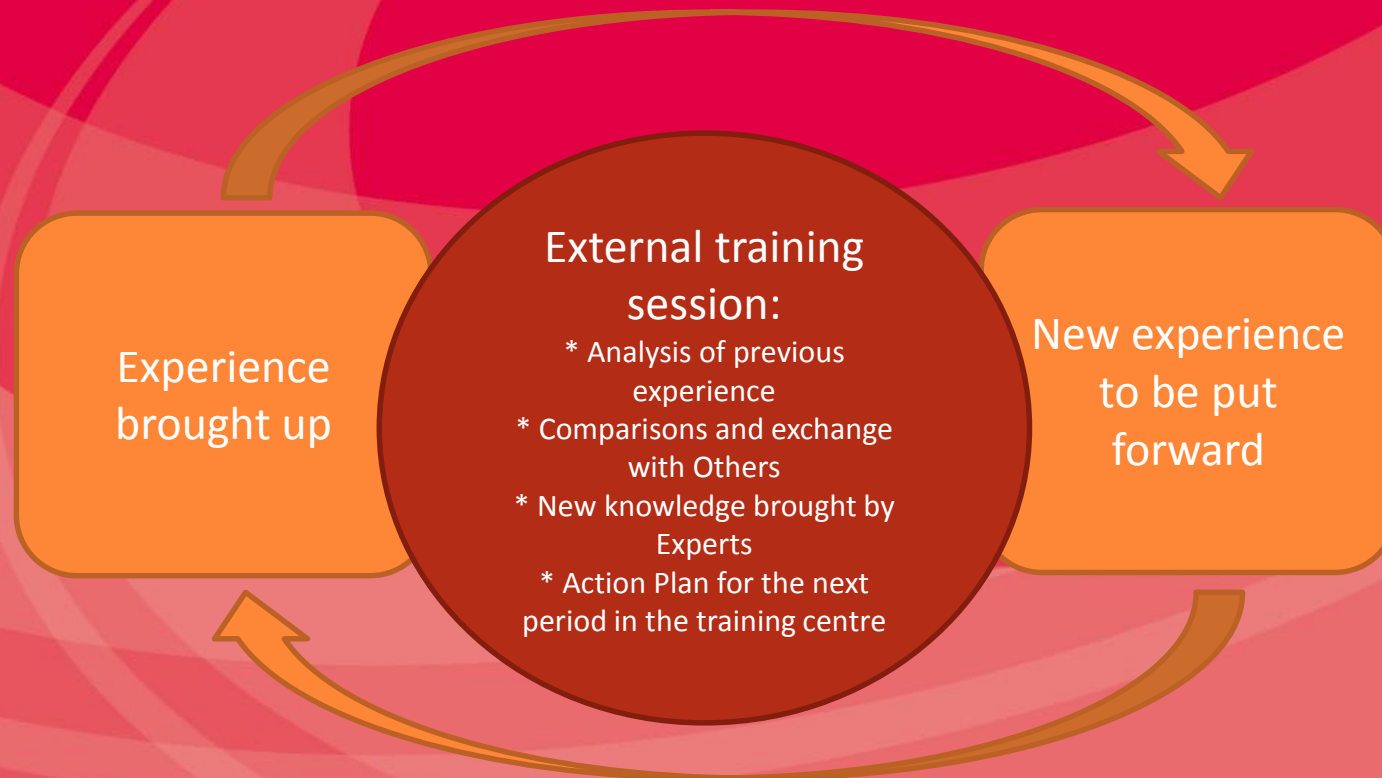 Experience
brought up
External training
session:
* Analysis of previous
experience
* Comparisons and exchange
with Others
* New knowledge brought by
Experts
* Action Plan for the next
period in the training centre
New experience
to be put
forward